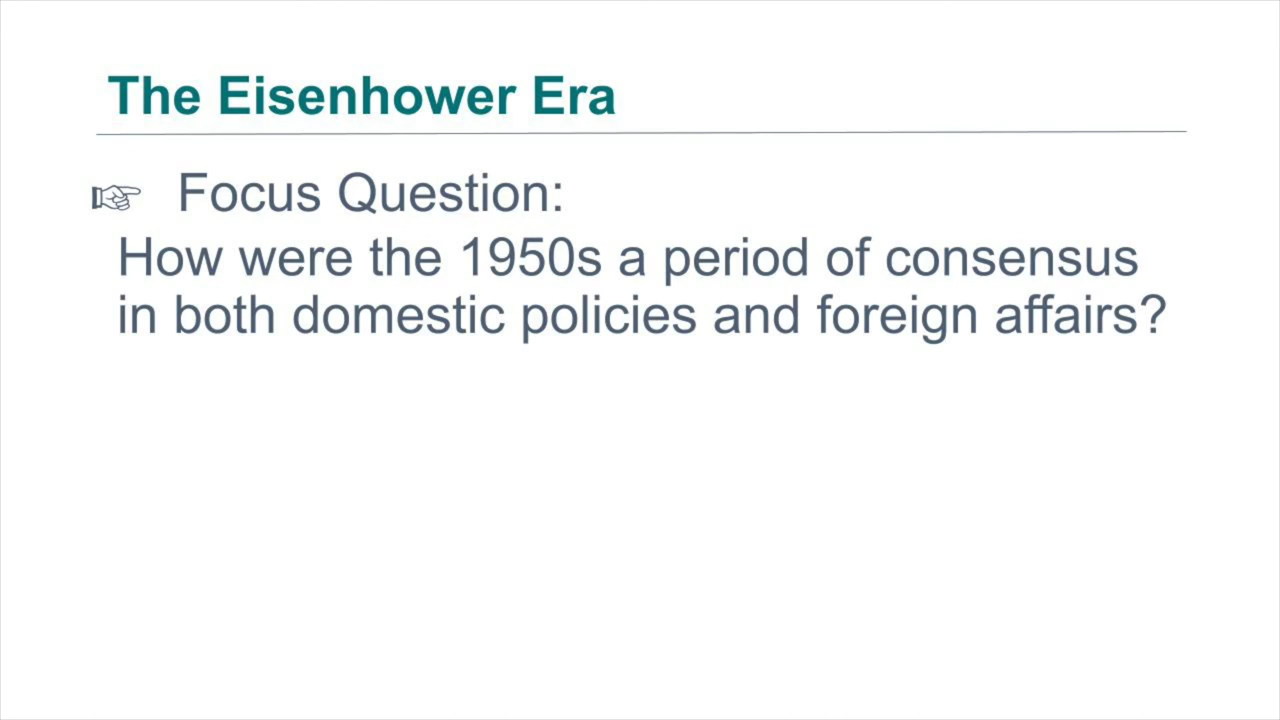 The Eisenhower Era
☞ Focus Question:
How were the 1950s a period of consensus
in both domestic policies and foreign affairs?